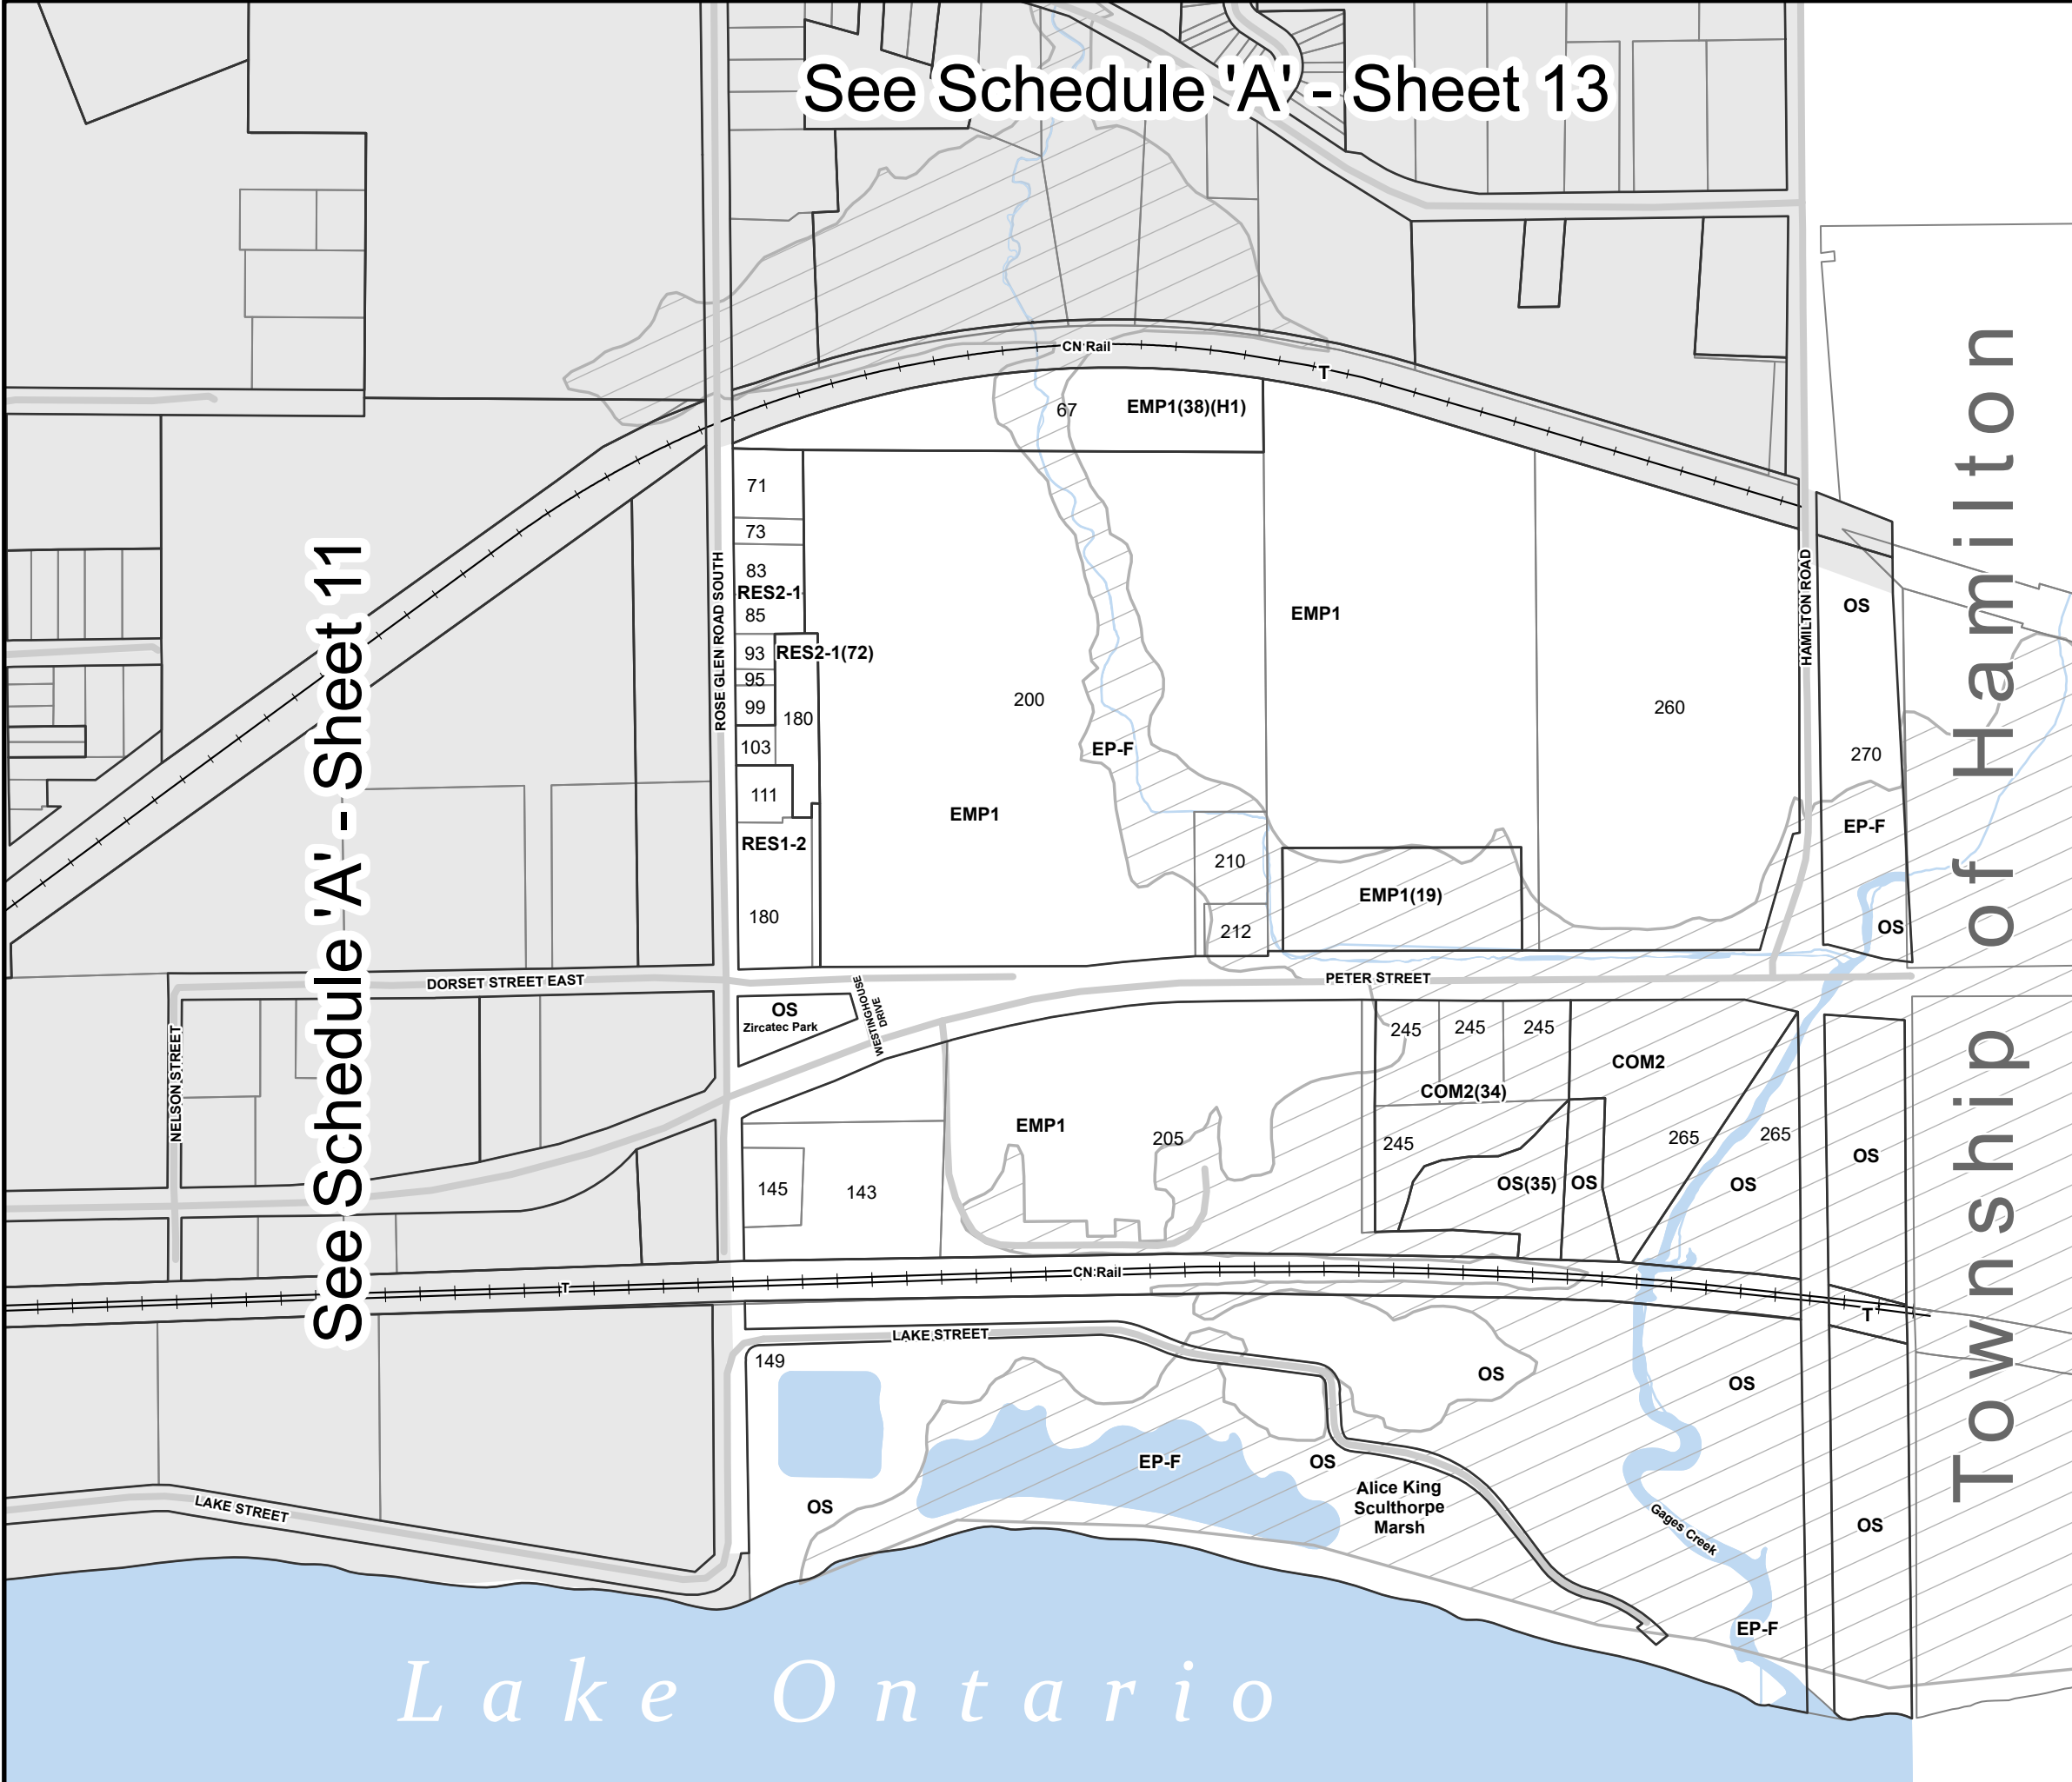 See Schedule 'A' - Sheet 13
See Schedule 'A' - Sheet 11
Township of Hamilton
CN Rail
T
67
EMP1(38)(H1)
71
73
83
RES2-1
85
93
RES2-1(72)
95
99
180
103
111
RES1-2
180
ROSE GLEN ROAD SOUTH
200
EMP1
EP-F
EMP1
260
HAMILTON ROAD
OS
270
EP-F
OS
210
212
EMP1(19)
DORSET STREET EAST
PETER STREET
NELSON STREET
OS
Zircatec Park
WESTINGHOUSE
DRIVE
245
245
245
COM2
COM2(34)
EMP1
205
245
265
265
OS
145
143
OS(35)
OS
OS
T
CN Rail
T
LAKE STREET
149
OS
OS
EP-F
OS
OS
Alice King
Sculthorpe
Marsh
LAKE STREET
Gages Creek
OS
EP-F
Lake Ontario